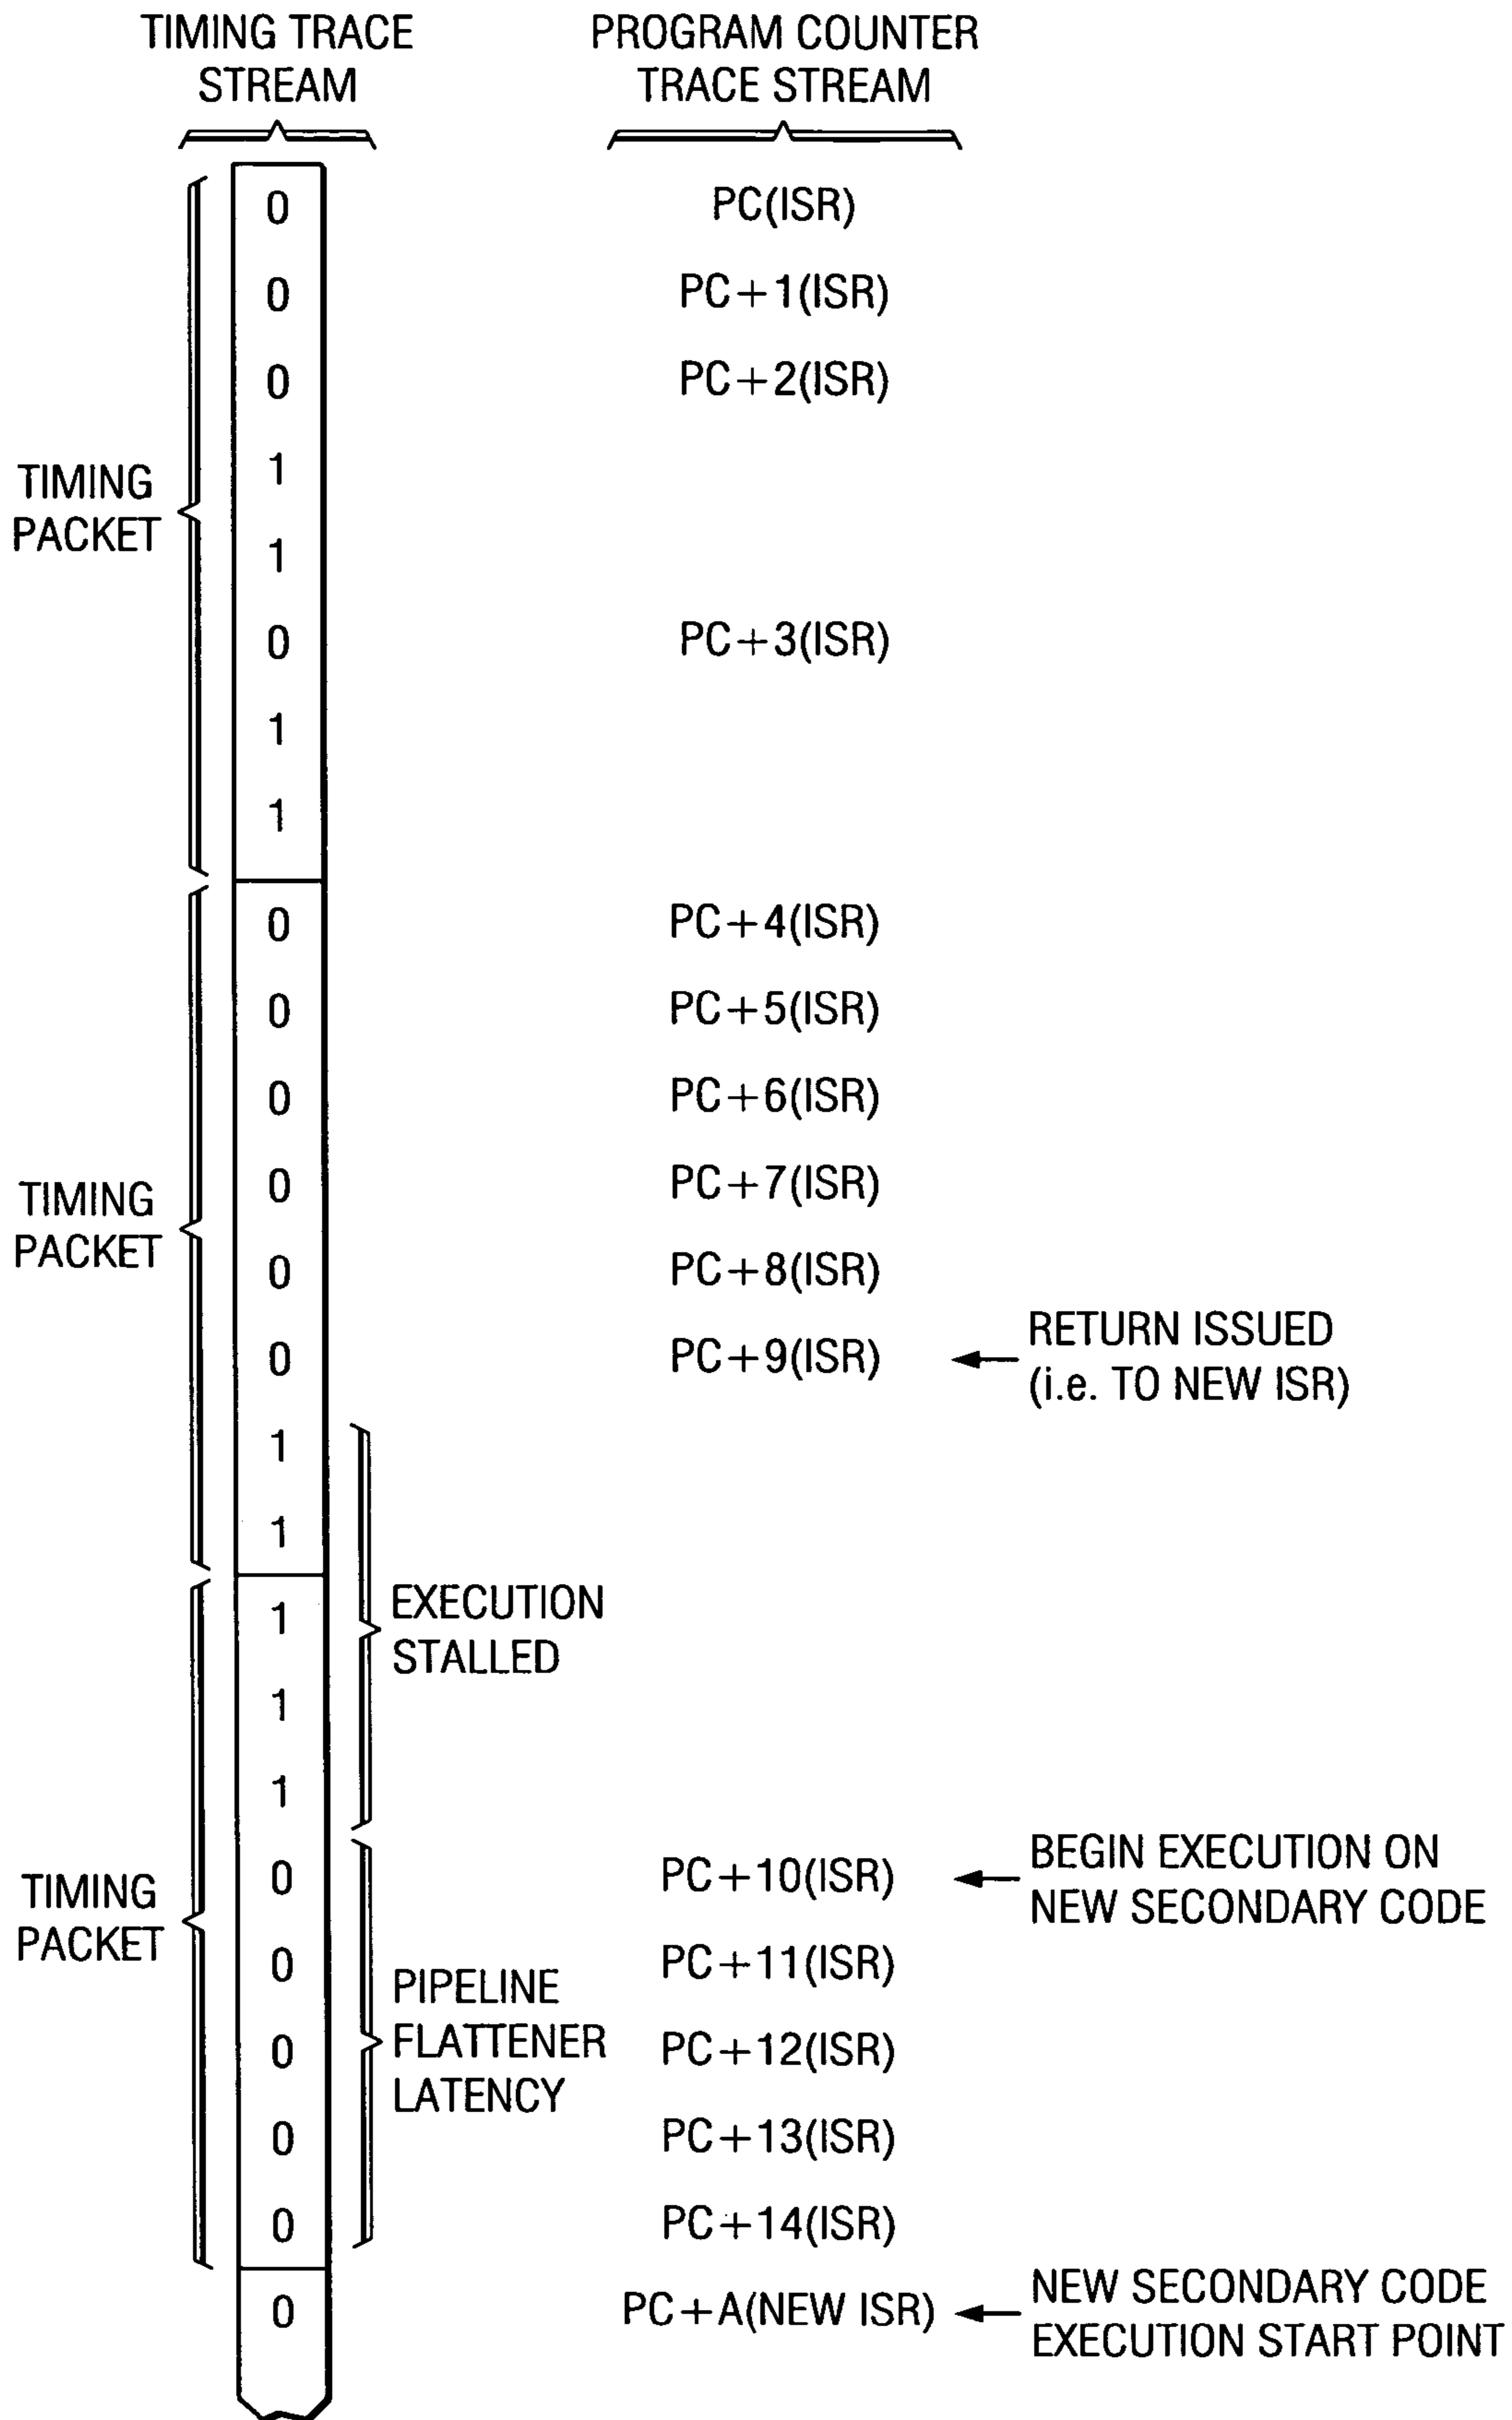 TIMING TRACE
STREAM
PROGRAM COUNTER
TRACE STREAM
0 PC(ISR)
0 PC+1(ISR)
0 PC+2(ISR)
1
TIMING
PACKET
1
0 PC+3(ISR)
1
1
0 PC+4(ISR)
0 PC+5(ISR)
0 PC+6(ISR)
TIMING
PACKET
0 PC+7(ISR)
0 PC+8(ISR)
0 PC+9(ISR)
RETURN ISSUED
(i.e. TO NEW ISR)
1
1
1
EXECUTION
STALLED
1
1
TIMING
PACKET
0 PC+10(ISR)
BEGIN EXECUTION ON
NEW SECONDARY CODE
0 PC+11(ISR)
PIPELINE
FLATTENER
LATENCY
0 PC+12(ISR)
0 PC+13(ISR)
0 PC+14(ISR)
0 PC+A(NEW ISR)
NEW SECONDARY CODE
EXECUTION START POINT